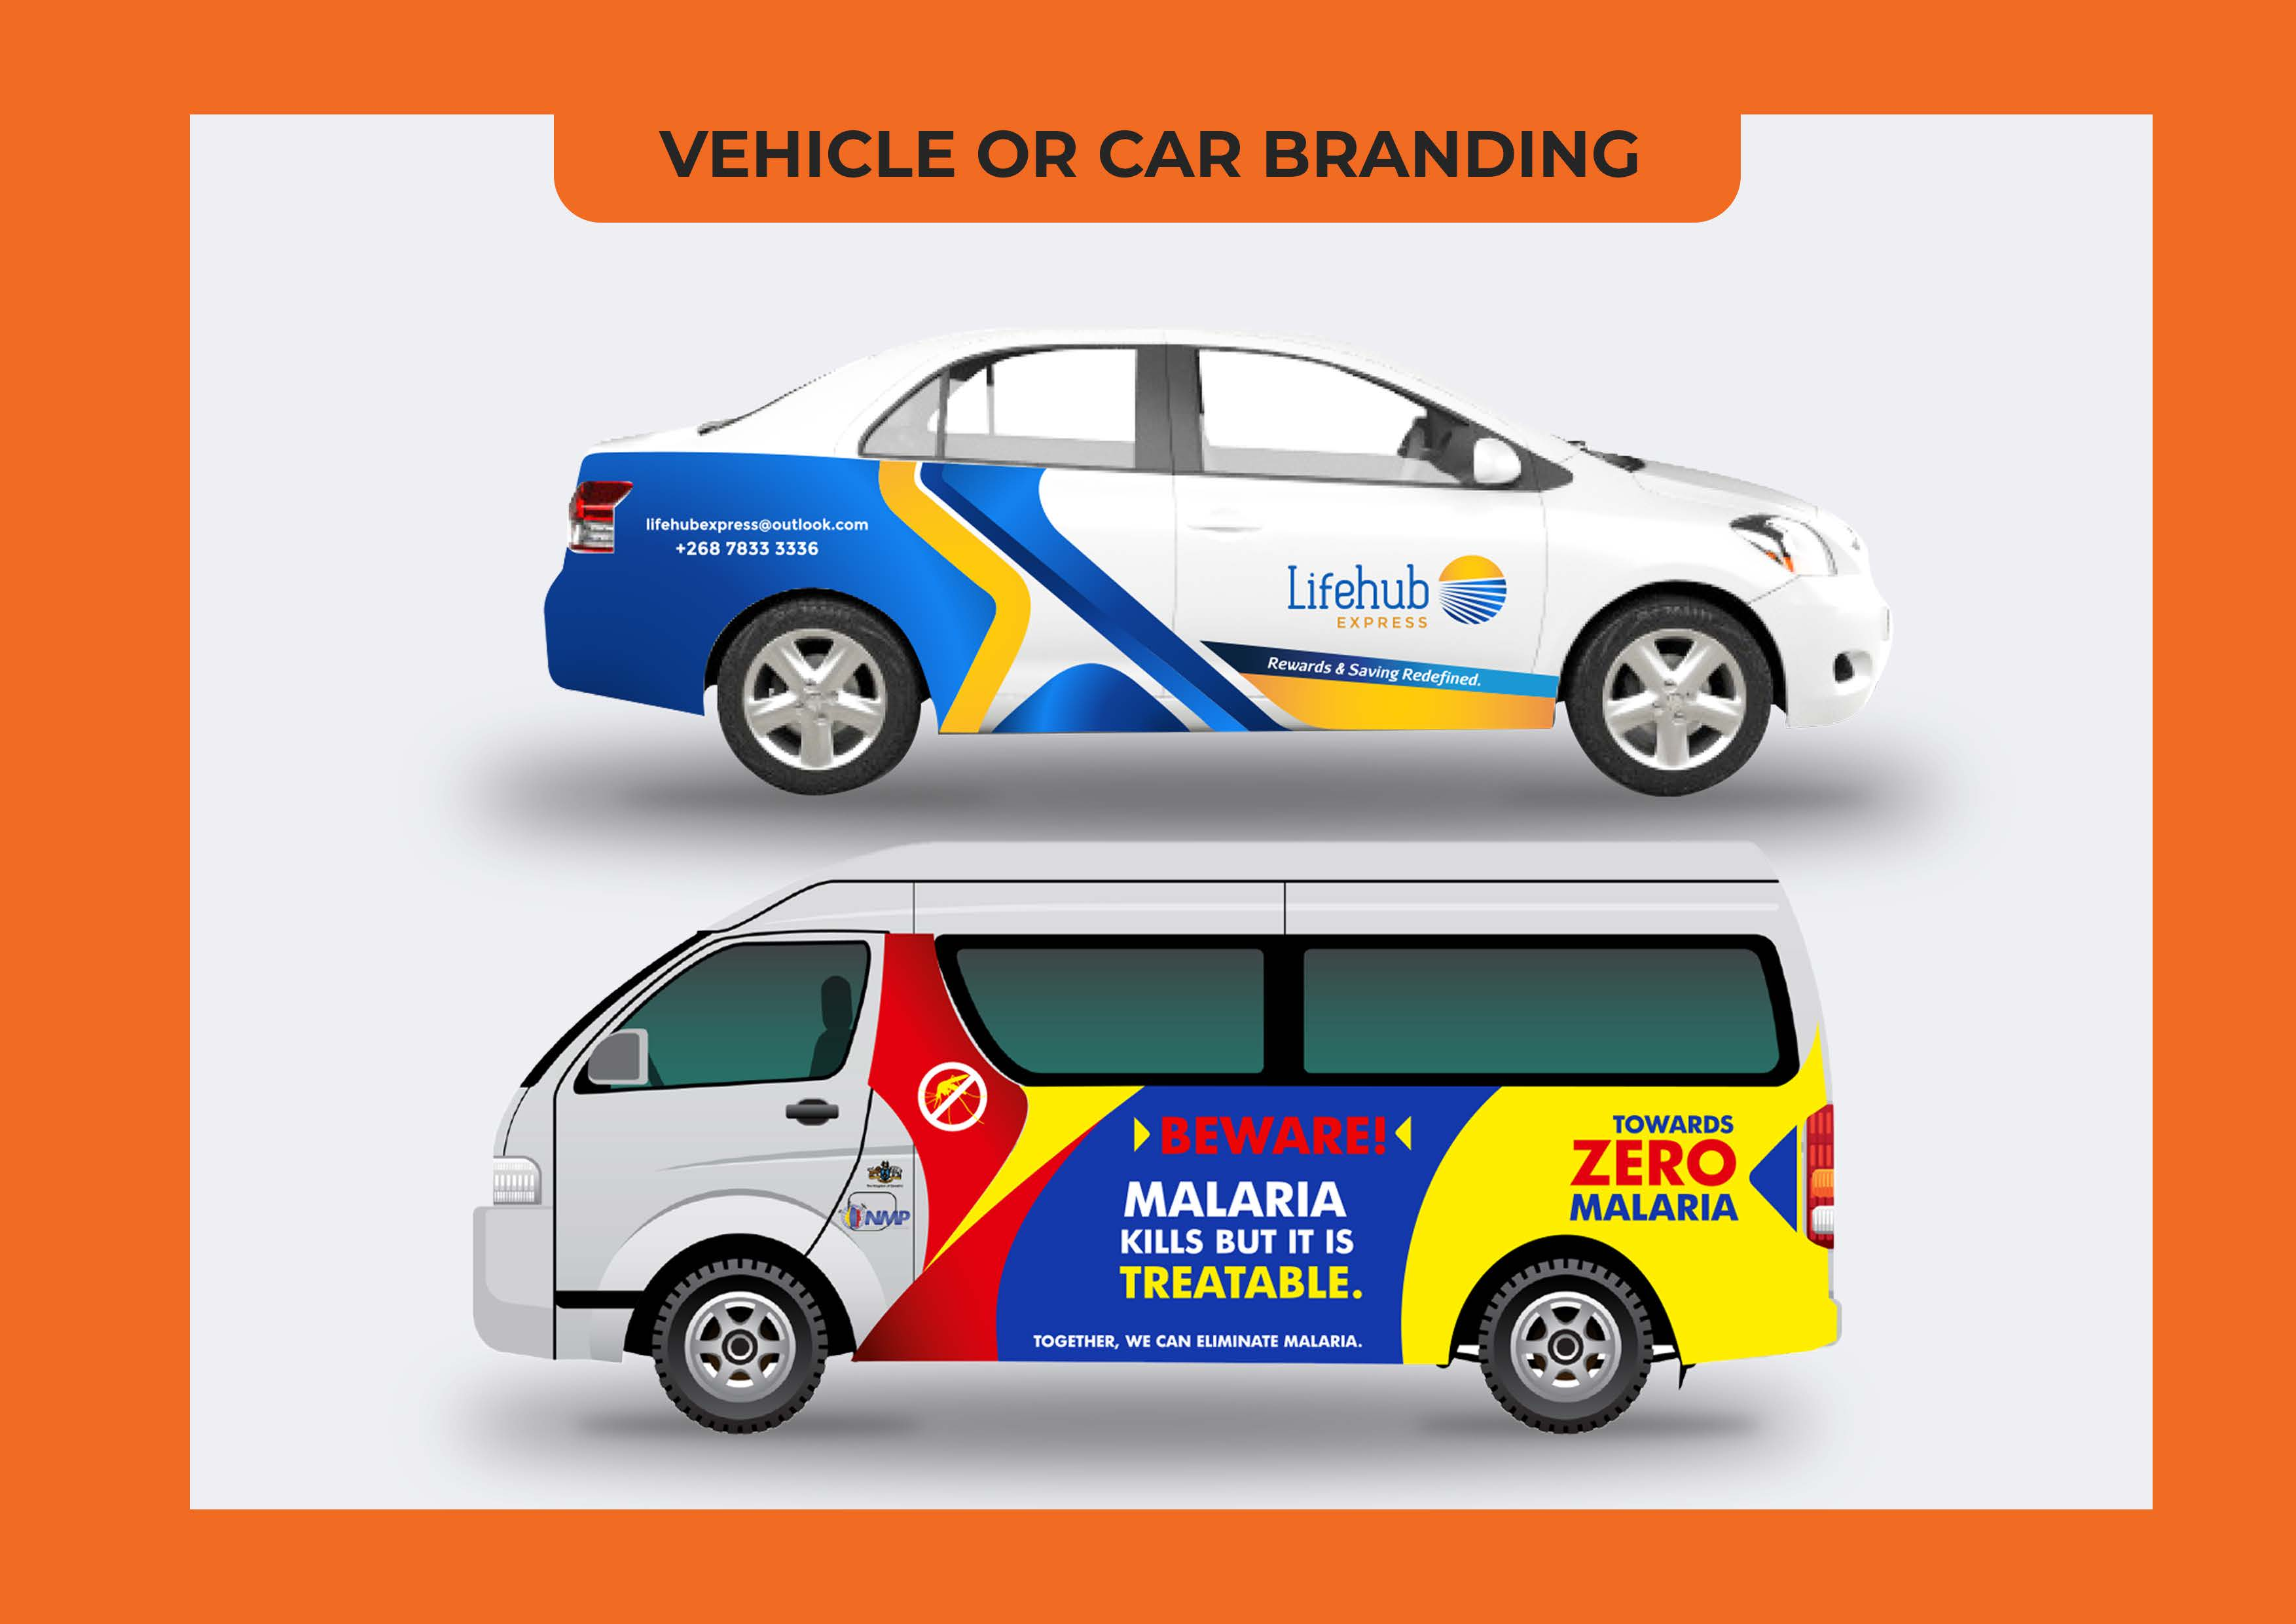 VEHICLE OR CAR BRANDING
lifehubexpress@outlook.com
+268 7833 3336
Lifehub
EXPRESS
Rewards & Saving Redefined.
BEWARE!
MALARIA
KILLS BUT IT IS
TREATABLE.
TOGETHER, WE CAN ELIMINATE MALARIA.
TOWARDS
ZERO
MALARIA
NMP